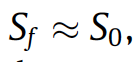 S_f ≈ S_0,